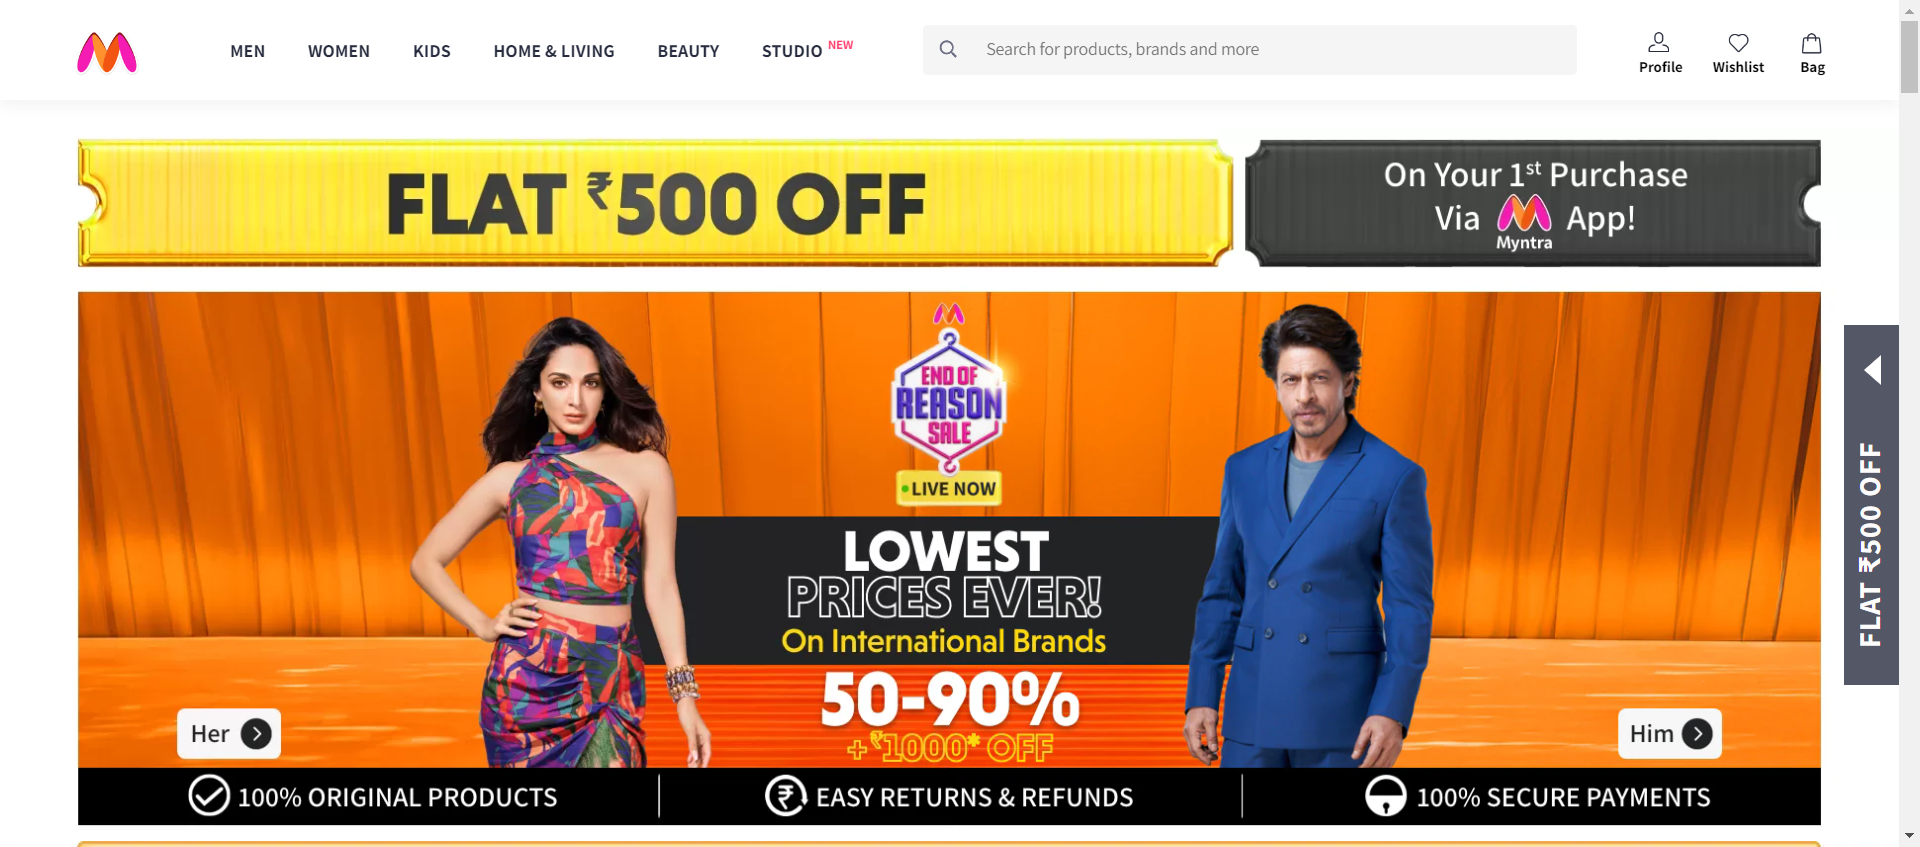 MEN
WOMEN
KIDS
HOME & LIVING
BEAUTY
STUDIO NEW
Search for products, brands and more
Profile
Wishlist
Bag
FLAT ₹500 OFF
On Your 1st Purchase
Via App!
Myntra
END OF
REASON
SALE
LIVE NOW
LOWEST
PRICES EVER!
On International Brands
50-90%
+₹1000* OFF
Her
Him
100% ORIGINAL PRODUCTS
EASY RETURNS & REFUNDS
100% SECURE PAYMENTS
FLAT ₹500 OFF